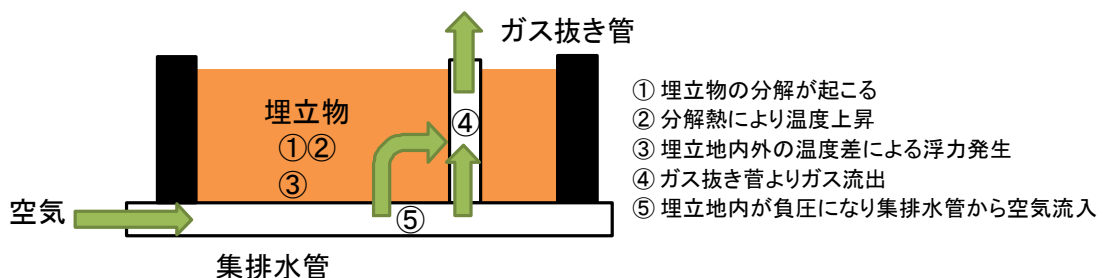 ガス抜き管
埋立物
①②
③
④
⑤
空気
集排水管
① 埋立物の分解が起こる
② 分解熱により温度上昇
③ 埋立地内外の温度差による浮力発生
④ ガス抜き菅よりガス流出
⑤ 埋立地内が負圧になり集排水管から空気流入